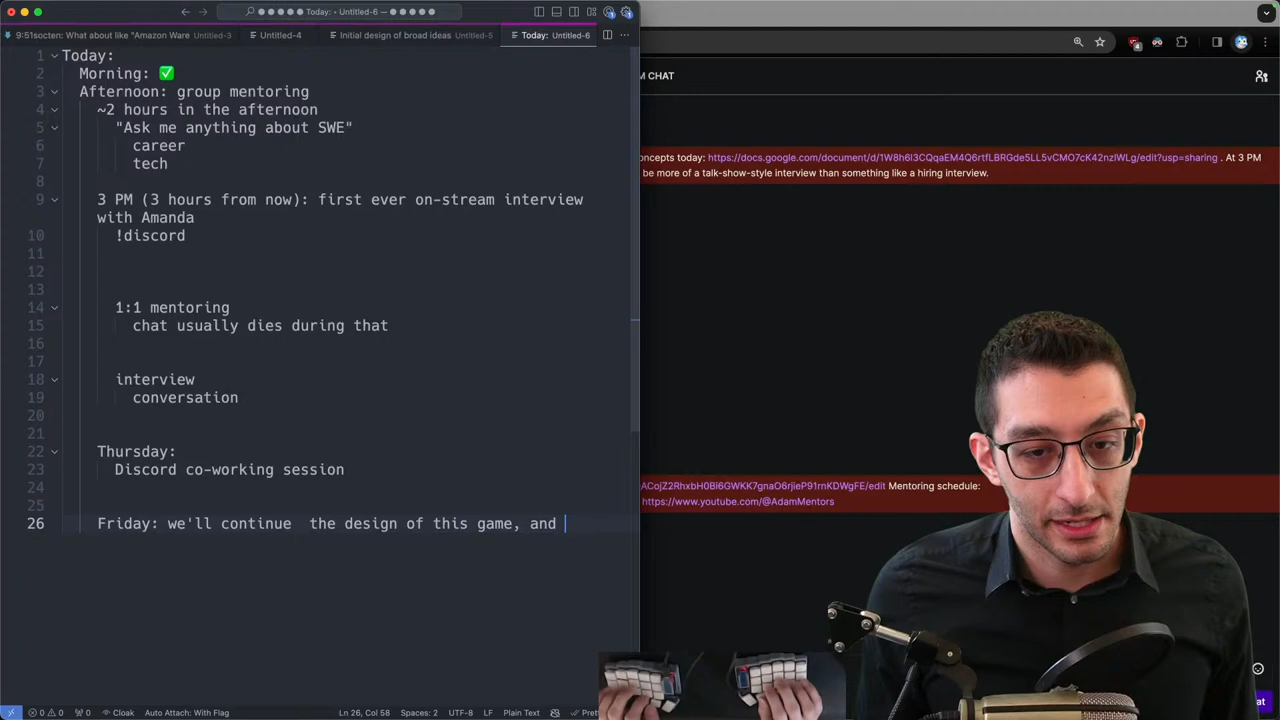 Today: - Untitled-6
9:51socten: What about like "Amazon Ware Untitled-3
Untitled-4
Initial design of broad ideas Untitled-5
Today: Untitled-6
1 Today:
2 Morning: ✅
3 Afternoon: group mentoring
4 ~2 hours in the afternoon
5 "Ask me anything about SWE"
6 career
7 tech
8
9 3 PM (3 hours from now): first ever on-stream interview
with Amanda
10 !discord
11
12
13
14 1:1 mentoring
15 chat usually dies during that
16
17
18 interview
19 conversation
20
21
22 Thursday:
23 Discord co-working session
24
25
26 Friday: we'll continue  the design of this game, and
0 0 0 Cloak Auto Attach: With Flag Ln 26, Col 58 Spaces: 2 UTF-8 LF Plain Text
4
M CHAT
oncepts today: https://docs.google.com/document/d/1W8h6I3CQqaEM4Q6rtfLBRGde5LL5vCMO7cK42nzlWLg/edit?usp=sharing . At 3 PM
be more of a talk-show-style interview than something like a hiring interview.
ACojZ2RhxbH0Bi6GWKK7gnaO6rjieP91rnKDWgFE/edit Mentoring schedule:
https://www.youtube.com/@AdamMentors